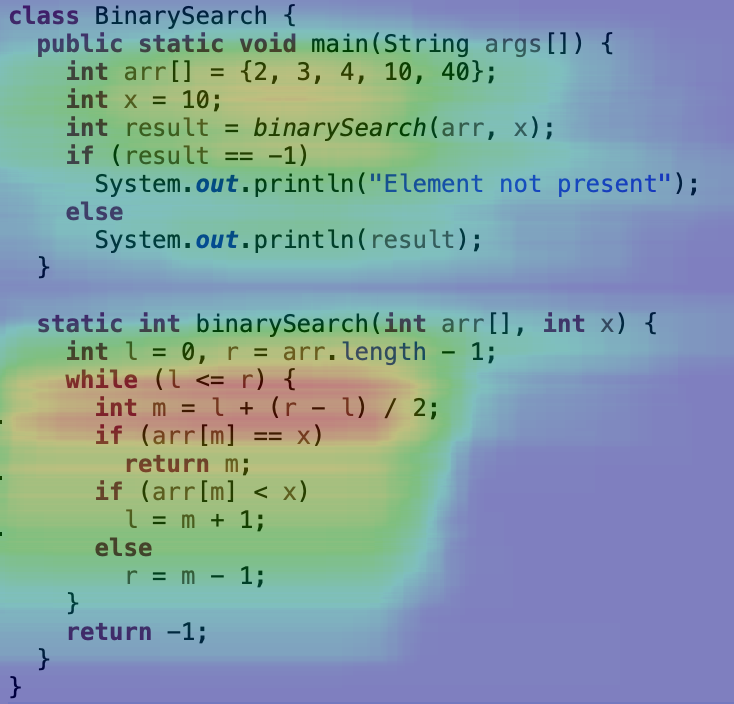 class BinarySearch {
  public static void main(String args[]) {
    int arr[] = {2, 3, 4, 10, 40};
    int x = 10;
    int result = binarySearch(arr, x);
    if (result == -1)
      System.out.println("Element not present");
    else
      System.out.println(result);
  }

  static int binarySearch(int arr[], int x) {
    int l = 0, r = arr.length - 1;
    while (l <= r) {
      int m = l + (r - l) / 2;
      if (arr[m] == x)
        return m;
      if (arr[m] < x)
        l = m + 1;
      else
        r = m - 1;
    }
    return -1;
  }
}